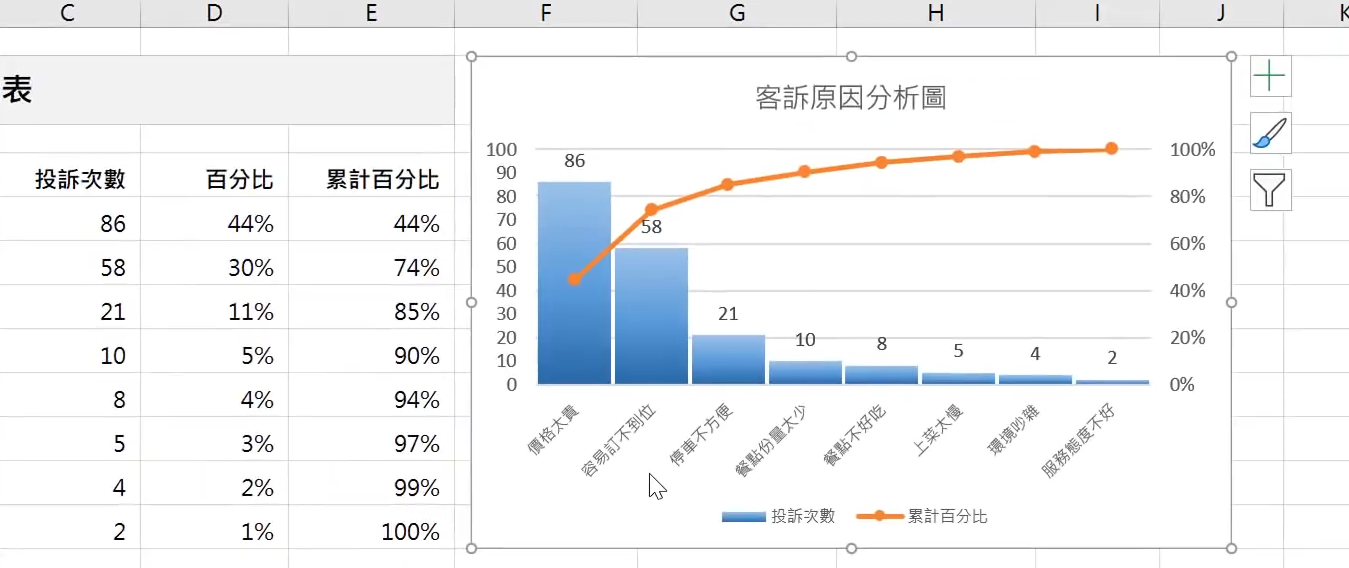 C D E F G H I J K
表
投訴次數 百分比 累計百分比
86 44% 44%
58 30% 74%
21 11% 85%
10 5% 90%
8 4% 94%
5 3% 97%
4 2% 99%
2 1% 100%
客訴原因分析圖
100
90
80
70
60
50
40
30
20
10
0
86
58
21
10
8
5
4
2
100%
80%
60%
40%
20%
0%
價格太貴
容易訂不到位
停車不方便
餐點份量太少
餐點不好吃
上菜太慢
環境吵雜
服務態度不好
投訴次數 累計百分比